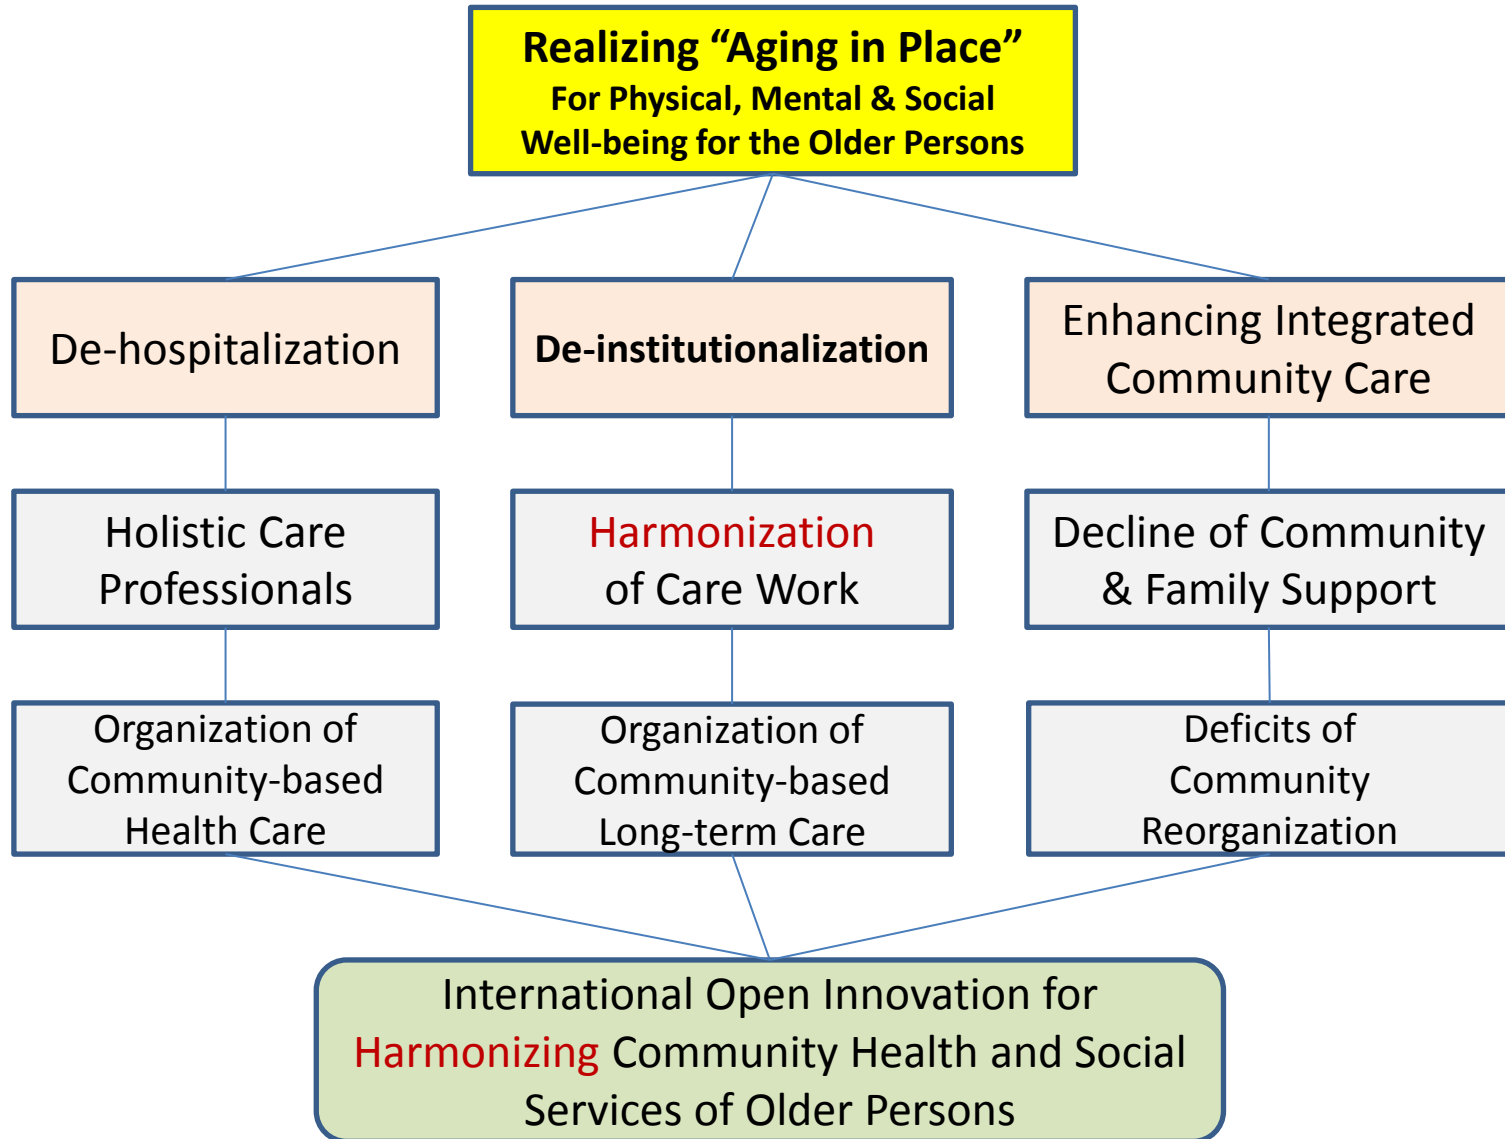 Realizing “Aging in Place”
For Physical, Mental & Social
Well-being for the Older Persons
De-hospitalization
De-institutionalization
Enhancing Integrated
Community Care
Holistic Care
Professionals
Harmonization
of Care Work
Decline of Community
& Family Support
Organization of
Community-based
Health Care
Organization of
Community-based
Long-term Care
Deficits of
Community
Reorganization
International Open Innovation for
Harmonizing Community Health and Social
Services of Older Persons